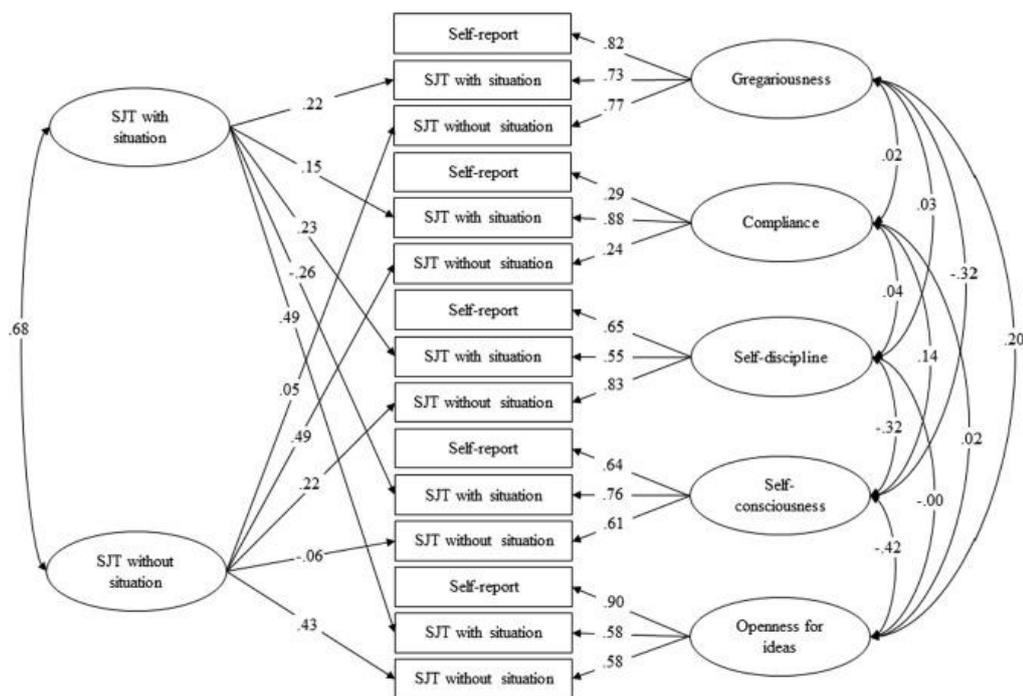 Self-report
.82
SJT with situation
.73
Gregariousness
SJT with
situation
.22
SJT without situation
.77
.15
Self-report
.02
.29
.03
SJT with situation
.88
Compliance
.23
SJT without situation
.24
-.26
-.32
Self-report
.04
.49
.65
.68
SJT with situation
.55
Self-discipline
.14
.20
.05
SJT without situation
.83
.49
Self-report
-.32
.02
.64
.22
SJT with situation
.76
Self-
consciousness
-.00
SJT without situation
.61
-.06
-.42
SJT without
situation
Self-report
.90
.43
SJT with situation
.58
Openness for
ideas
SJT without situation
.58